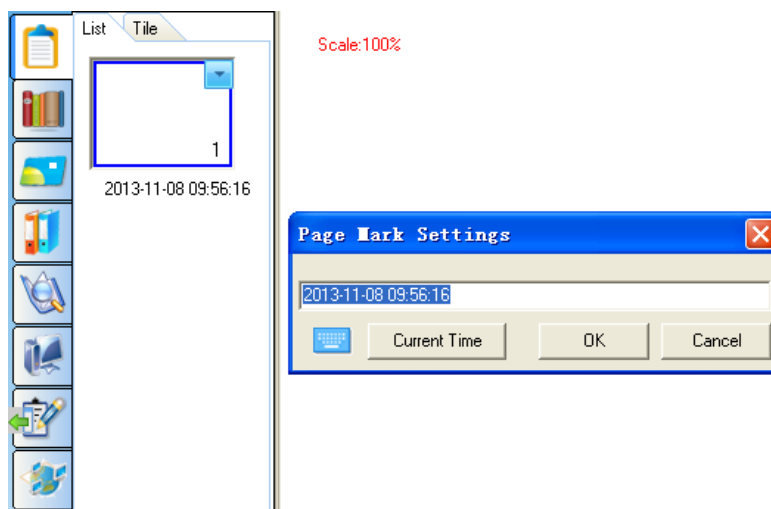 List Tile
Scale:100%
1
2013-11-08 09:56:16
Page Mark Settings
2013-11-08 09:56:16
Current Time OK Cancel